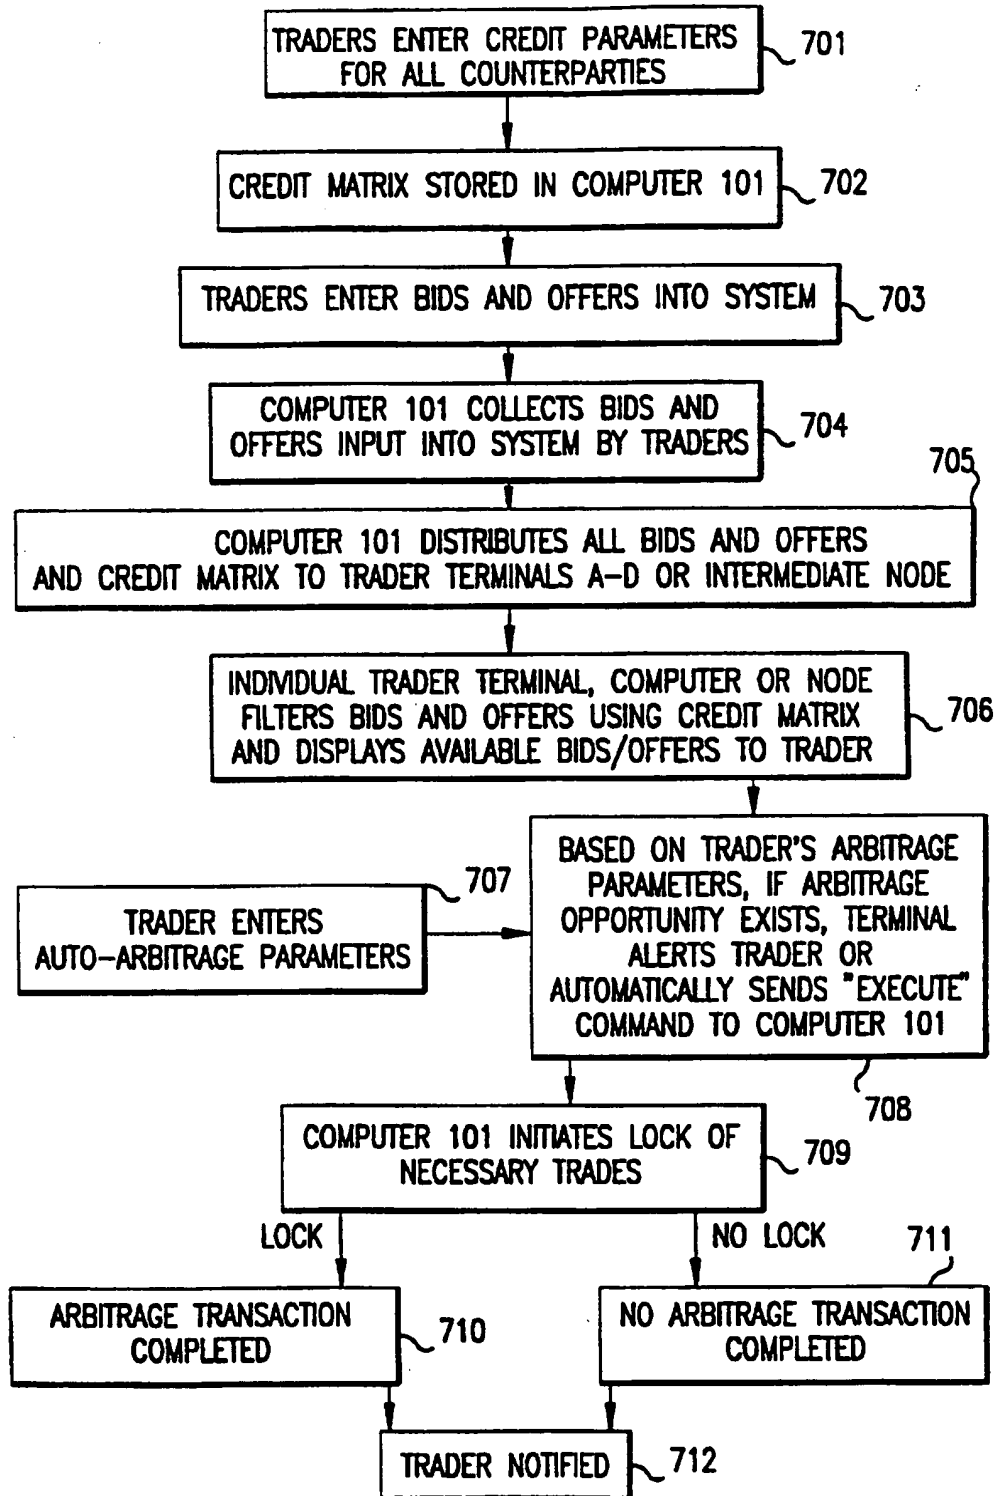 TRADERS ENTER CREDIT PARAMETERS
FOR ALL COUNTERPARTIES
701
CREDIT MATRIX STORED IN COMPUTER 101
702
TRADERS ENTER BIDS AND OFFERS INTO SYSTEM
703
COMPUTER 101 COLLECTS BIDS AND
OFFERS INPUT INTO SYSTEM BY TRADERS
704
705
COMPUTER 101 DISTRIBUTES ALL BIDS AND OFFERS
AND CREDIT MATRIX TO TRADER TERMINALS A-D OR INTERMEDIATE NODE
INDIVIDUAL TRADER TERMINAL, COMPUTER OR NODE
FILTERS BIDS AND OFFERS USING CREDIT MATRIX
AND DISPLAYS AVAILABLE BIDS/OFFERS TO TRADER
706
707
TRADER ENTERS
AUTO-ARBITRAGE PARAMETERS
BASED ON TRADER'S ARBITRAGE
PARAMETERS, IF ARBITRAGE
OPPORTUNITY EXISTS, TERMINAL
ALERTS TRADER OR
AUTOMATICALLY SENDS "EXECUTE"
COMMAND TO COMPUTER 101
708
COMPUTER 101 INITIATES LOCK OF
NECESSARY TRADES
709
LOCK
NO LOCK
711
ARBITRAGE TRANSACTION
COMPLETED
710
NO ARBITRAGE TRANSACTION
COMPLETED
TRADER NOTIFIED
712